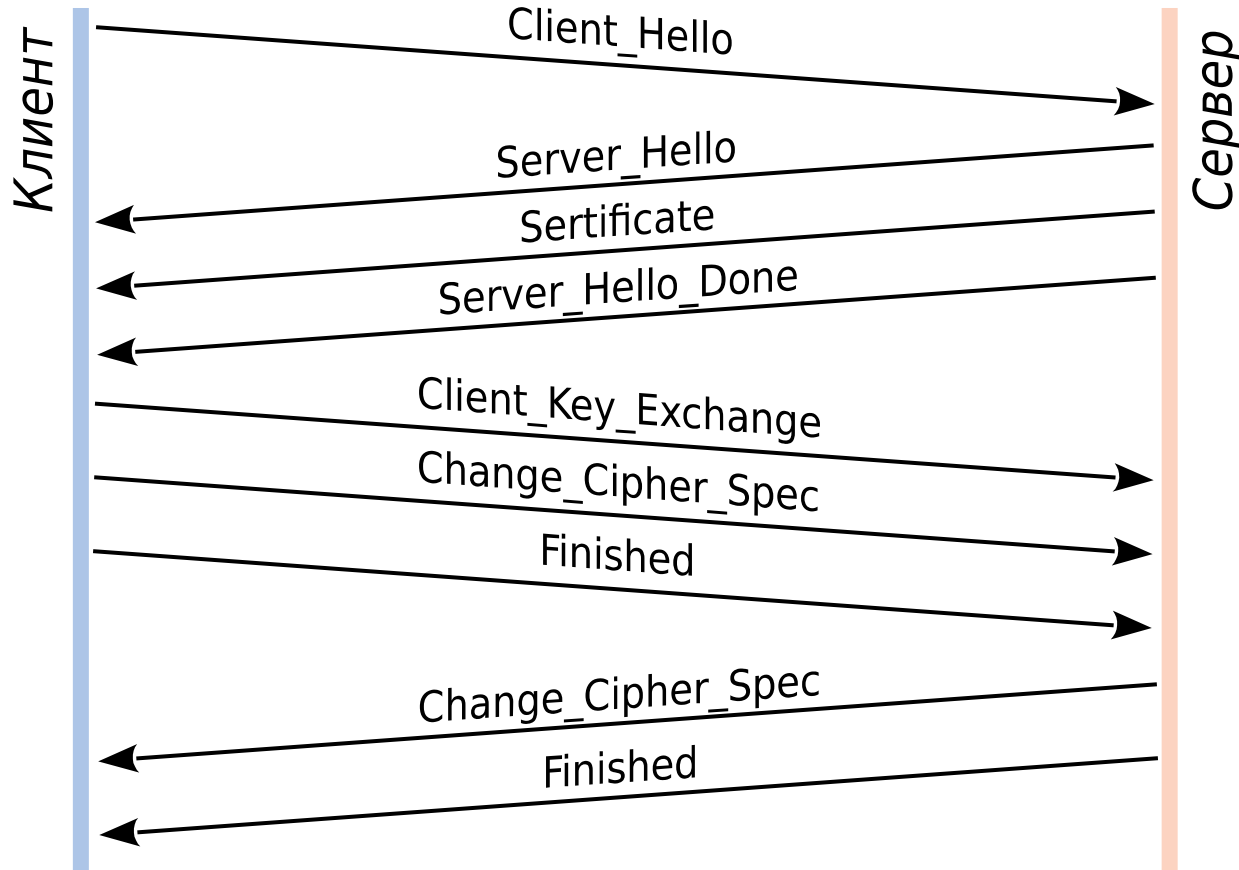 Клиент
Сервер
Client_Hello
Server_Hello
Sertificate
Server_Hello_Done
Client_Key_Exchange
Change_Cipher_Spec
Finished
Change_Cipher_Spec
Finished